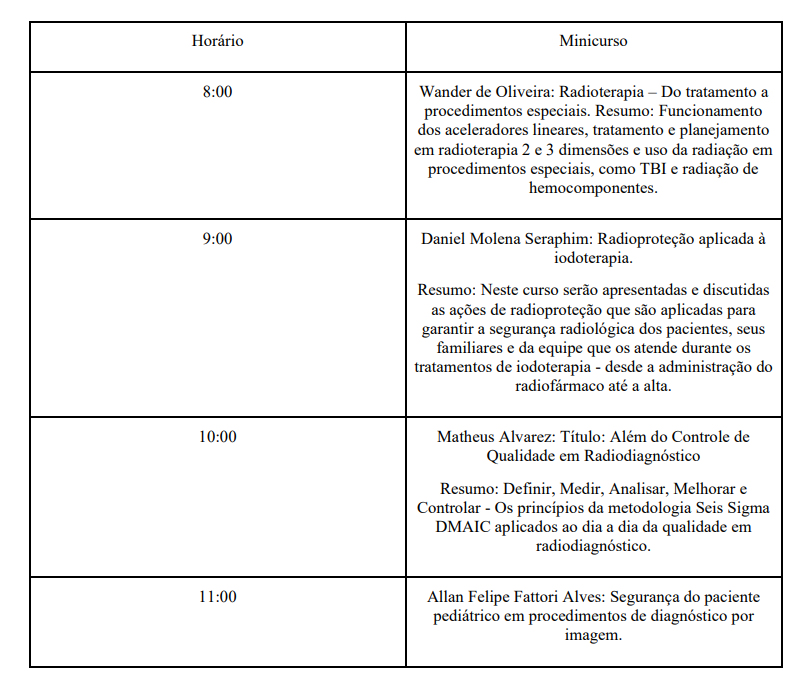 Horário
Minicurso
8:00
Wander de Oliveira: Radioterapia – Do tratamento a
procedimentos especiais. Resumo: Funcionamento
dos aceleradores lineares, tratamento e planejamento
em radioterapia 2 e 3 dimensões e uso da radiação em
procedimentos especiais, como TBI e radiação de
hemocomponentes.
9:00
Daniel Molena Seraphim: Radioproteção aplicada à
iodoterapia.
Resumo: Neste curso serão apresentadas e discutidas
as ações de radioproteção que são aplicadas para
garantir a segurança radiológica dos pacientes, seus
familiares e da equipe que os atende durante os
tratamentos de iodoterapia - desde a administração do
radiofármaco até a alta.
10:00
Matheus Alvarez: Título: Além do Controle de
Qualidade em Radiodiagnóstico
Resumo: Definir, Medir, Analisar, Melhorar e
Controlar - Os princípios da metodologia Seis Sigma
DMAIC aplicados ao dia a dia da qualidade em
radiodiagnóstico.
11:00
Allan Felipe Fattori Alves: Segurança do paciente
pediátrico em procedimentos de diagnóstico por
imagem.